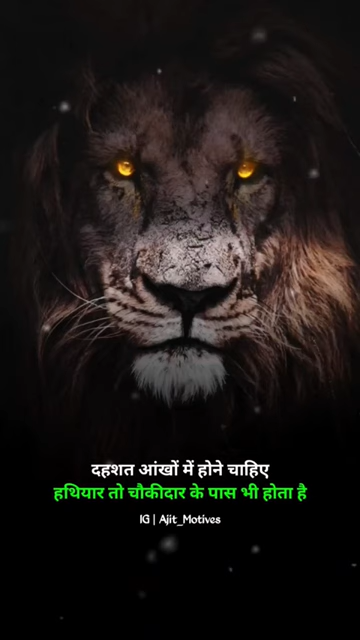 दहशत आंखों में होने चाहिए
हथियार तो चौकीदार के पास भी होता है
IG | Ajit_Motives